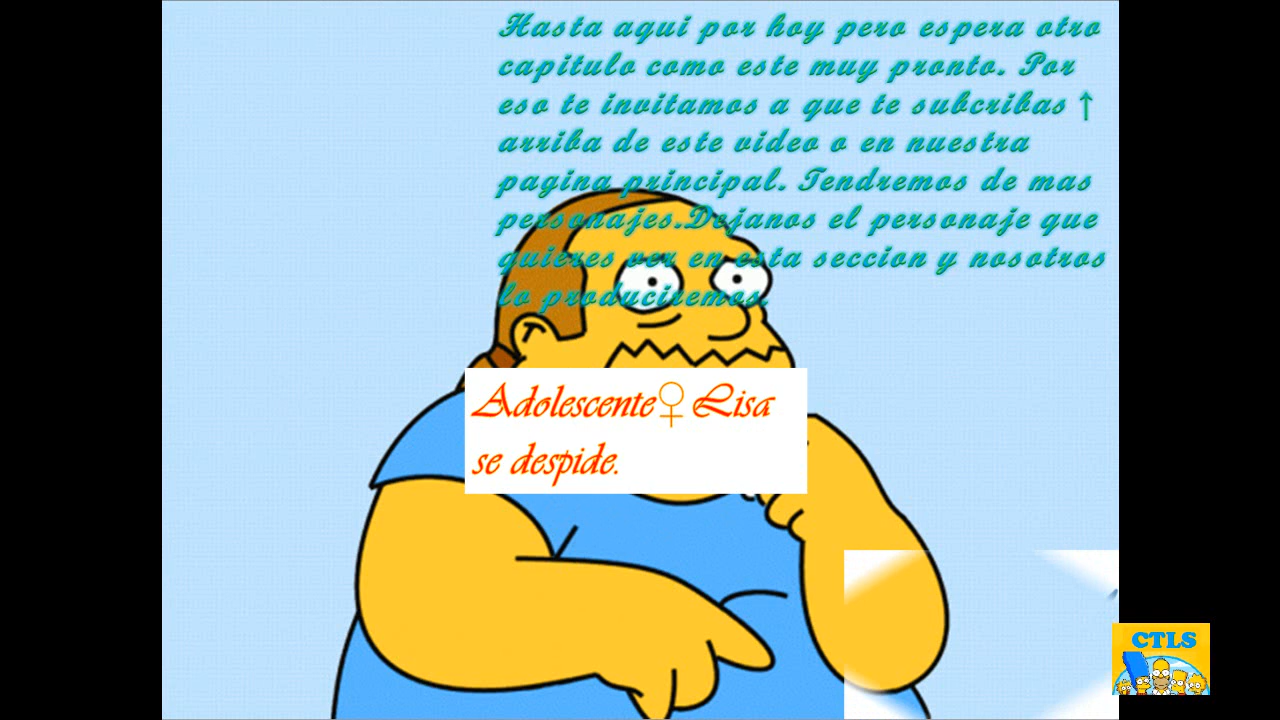 Hasta aqui por hoy pero espera otro
capitulo como este muy pronto. Por
eso te invitamos a que te subcribas ↑
arriba de este video o en nuestra
pagina principal. Tendremos de mas
personajes.Dejanos el personaje que
quieres ver en esta seccion y nosotros
lo produciremos.
Adolescente♀Lisa
se despide.
CTLS